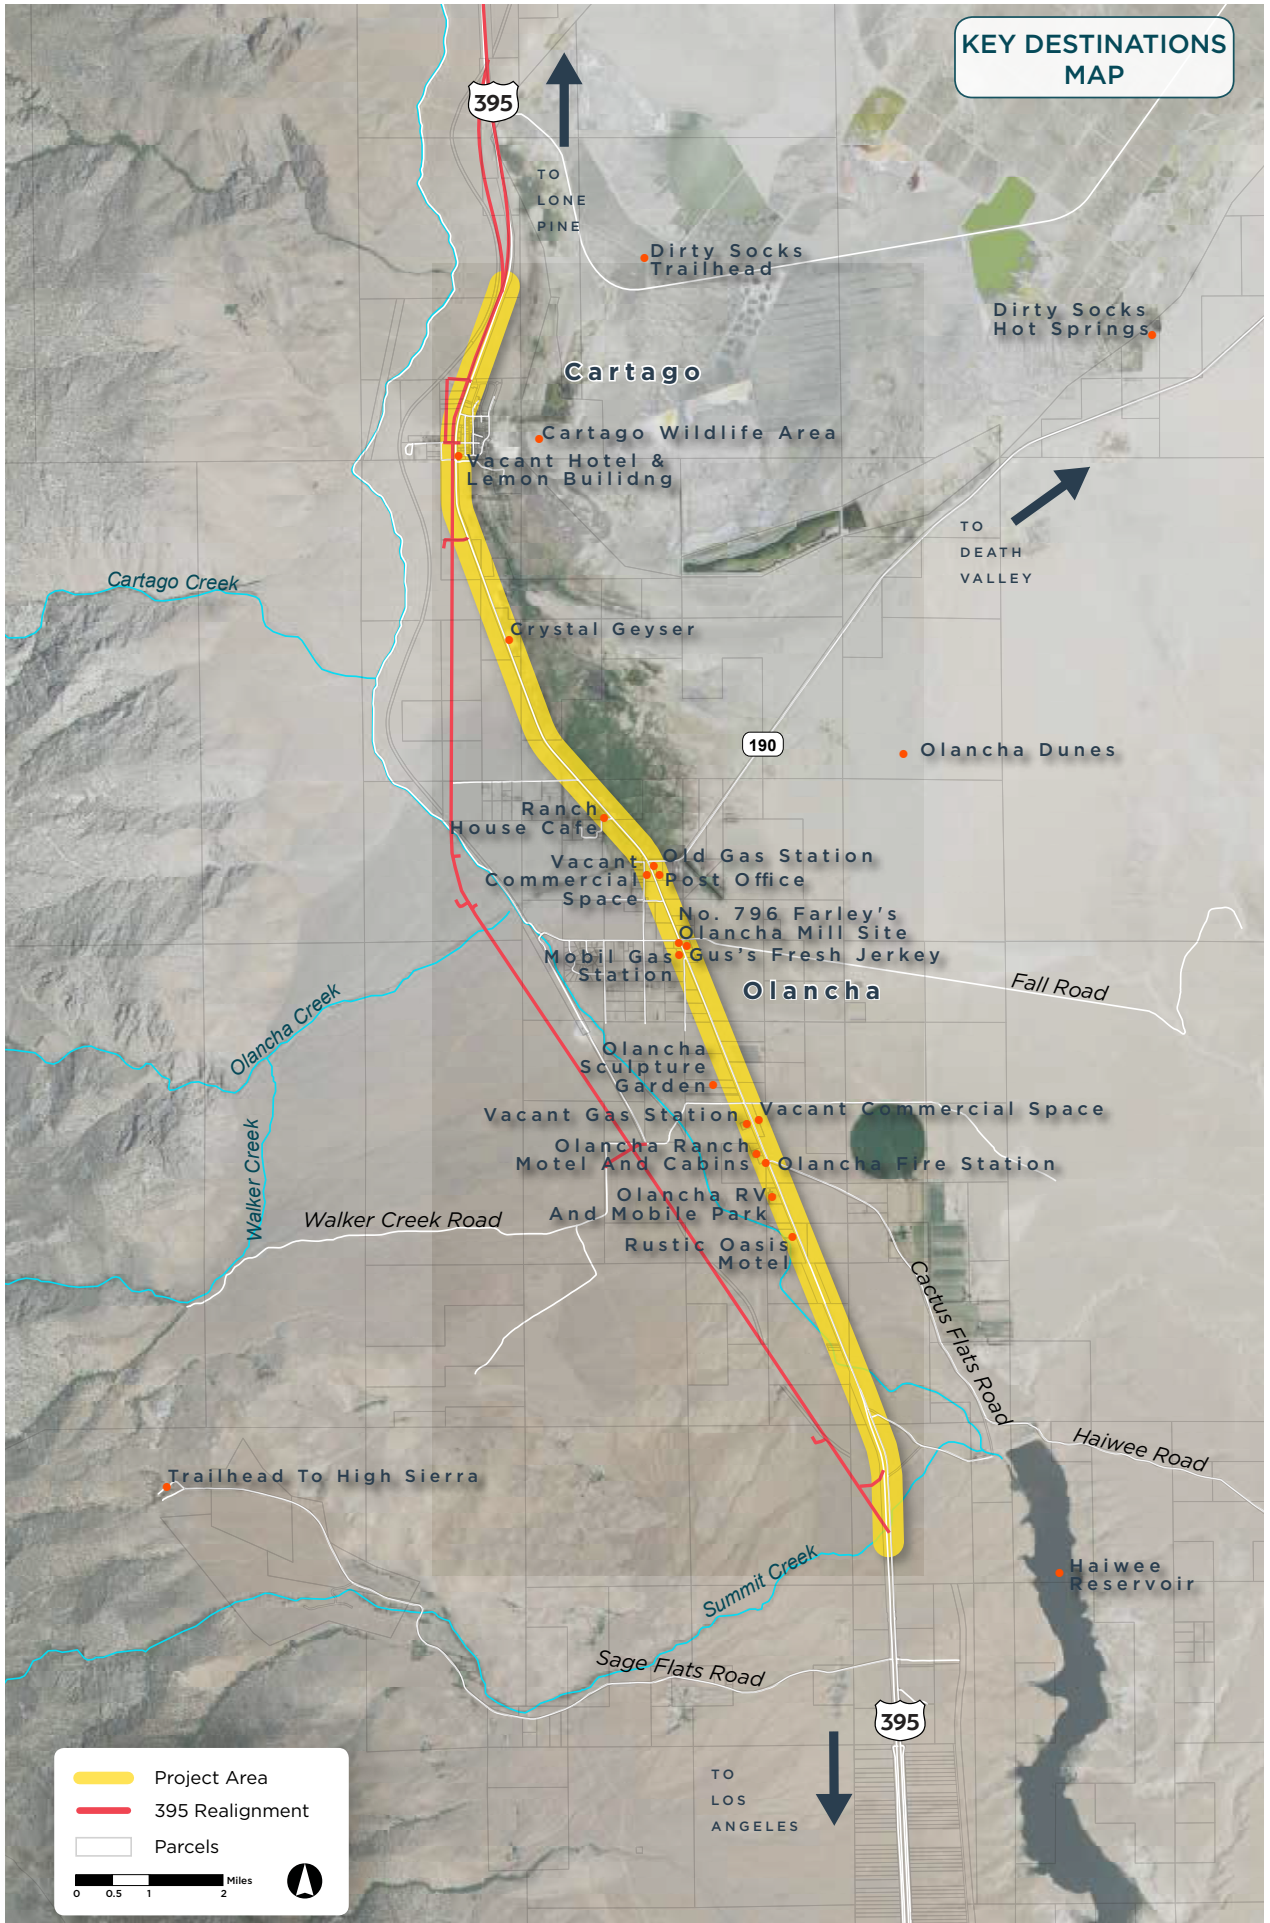 KEY DESTINATIONS
MAP
395
TO
LONE
PINE
Dirty Socks
Trailhead
Dirty Socks
Hot Springs
Cartago
Cartago Wildlife Area
Vacant Hotel &
Lemon Builidng
TO
DEATH
VALLEY
Cartago Creek
Crystal Geyser
190
Olancha Dunes
Ranch
House Cafe
Old Gas Station
Vacant
Commercial
Space
Post Office
No. 796 Farley's
Olancha Mill Site
Mobil Gas
Station
Gus's Fresh Jerkey
Olancha
Fall Road
Olancha Creek
Olancha
Sculpture
Garden
Vacant Gas Station
Vacant Commercial Space
Walker Creek
Olancha Ranch
Motel And Cabins
Olancha Fire Station
Olancha RV
And Mobile Park
Walker Creek Road
Rustic Oasis
Motel
Cactus Flats Road
Haiwee Road
Trailhead To High Sierra
Haiwee
Reservoir
Summit Creek
Sage Flats Road
395
TO
LOS
ANGELES
Project Area
395 Realignment
Parcels
Miles
0 0.5 1 2